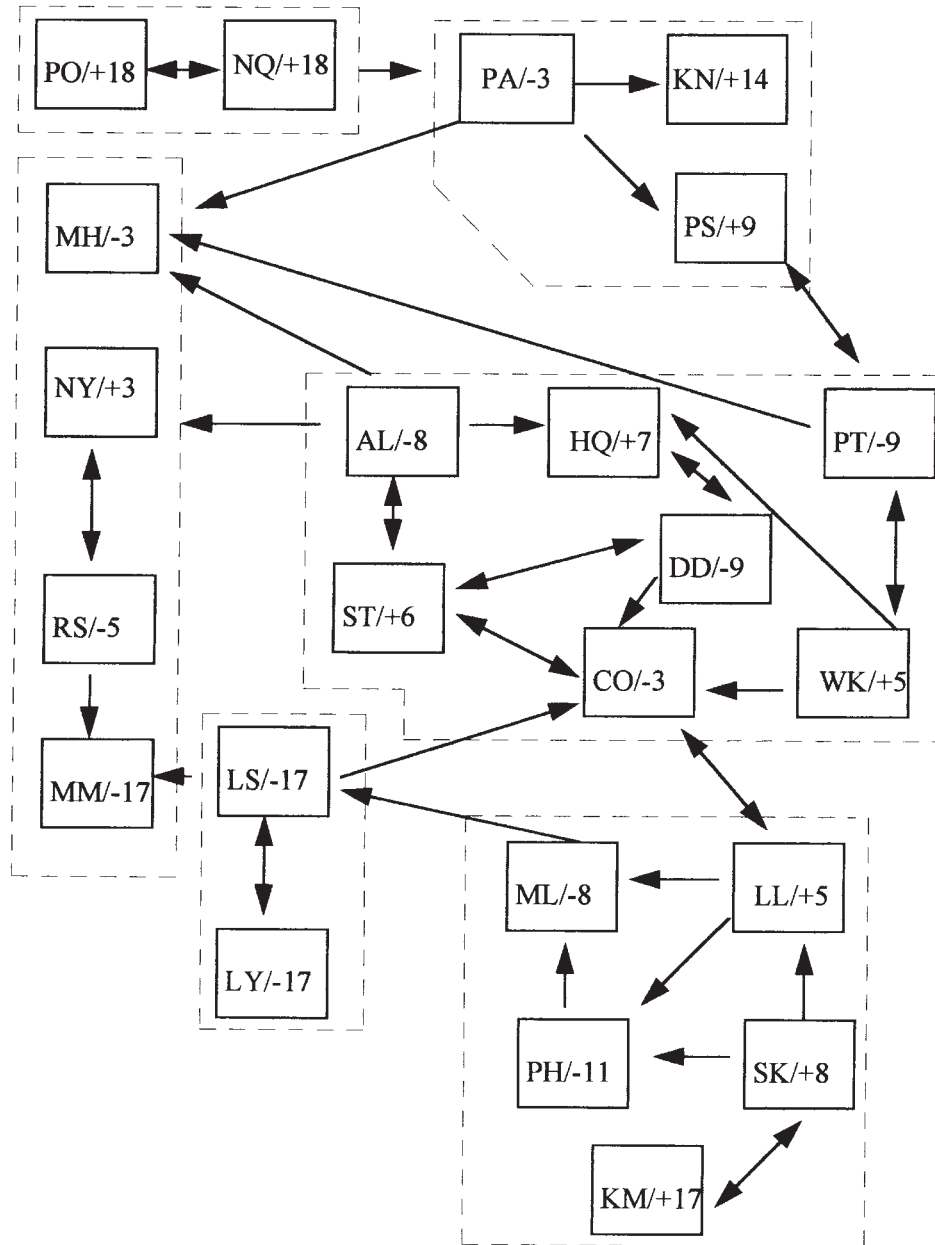 PO/+18
NQ/+18
PA/-3
KN/+14
MH/-3
PS/+9
NY/+3
AL/-8
HQ/+7
PT/-9
DD/-9
RS/-5
ST/+6
CO/-3
WK/+5
MM/-17
LS/-17
ML/-8
LL/+5
LY/-17
PH/-11
SK/+8
KM/+17